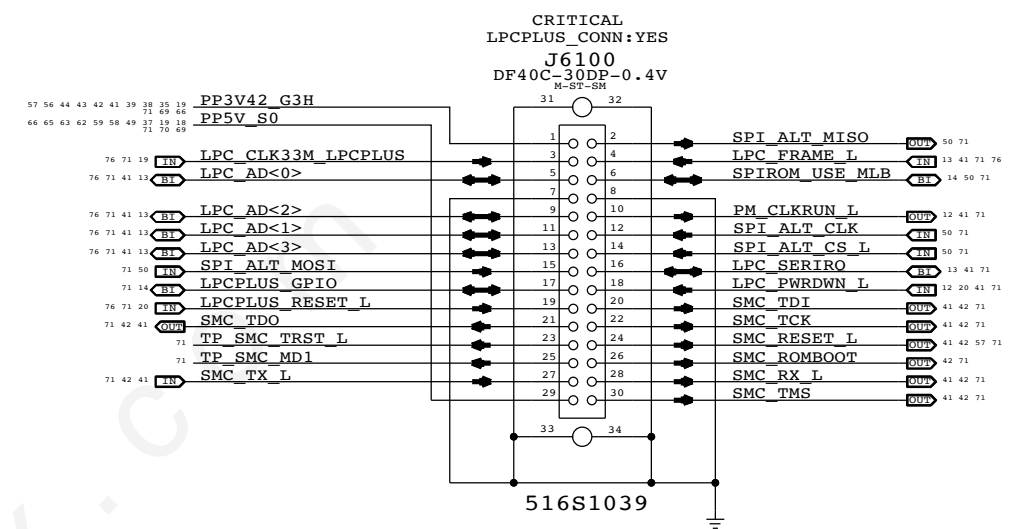 CRITICAL
LPCPLUS_CONN:YES
J6100
DF40C-30DP-0.4V
M-ST-SM
57 56 44 43 42 41 39 38 35 19 PP3V42_G3H 31 32
71 69 66
66 65 63 62 59 58 49 37 19 18 PP5V_S0
71 70 69
1 2 SPI_ALT_MISO OUT 50 71
76 71 19 IN LPC_CLK33M_LPCPLUS 3 4 LPC_FRAME_L IN 13 41 71 76
76 71 41 13 BI LPC_AD<0> 5 6 SPIROM_USE_MLB BI 14 50 71
7 8
76 71 41 13 BI LPC_AD<2> 9 10 PM_CLKRUN_L OUT 12 41 71
76 71 41 13 BI LPC_AD<1> 11 12 SPI_ALT_CLK IN 50 71
76 71 41 13 BI LPC_AD<3> 13 14 SPI_ALT_CS_L IN 50 71
71 50 IN SPI_ALT_MOSI 15 16 LPC_SERIRQ BI 13 41 71
71 14 BI LPCPLUS_GPIO 17 18 LPC_PWRDWN_L IN 12 20 41 71
76 71 20 IN LPCPLUS_RESET_L 19 20 SMC_TDI OUT 41 42 71
71 42 41 OUT SMC_TDO 21 22 SMC_TCK OUT 41 42 71
71 TP_SMC_TRST_L 23 24 SMC_RESET_L OUT 41 42 57 71
71 TP_SMC_MD1 25 26 SMC_ROMBOOT OUT 42 71
71 42 41 IN SMC_TX_L 27 28 SMC_RX_L OUT 41 42 71
29 30 SMC_TMS OUT 41 42 71
33 34
516S1039